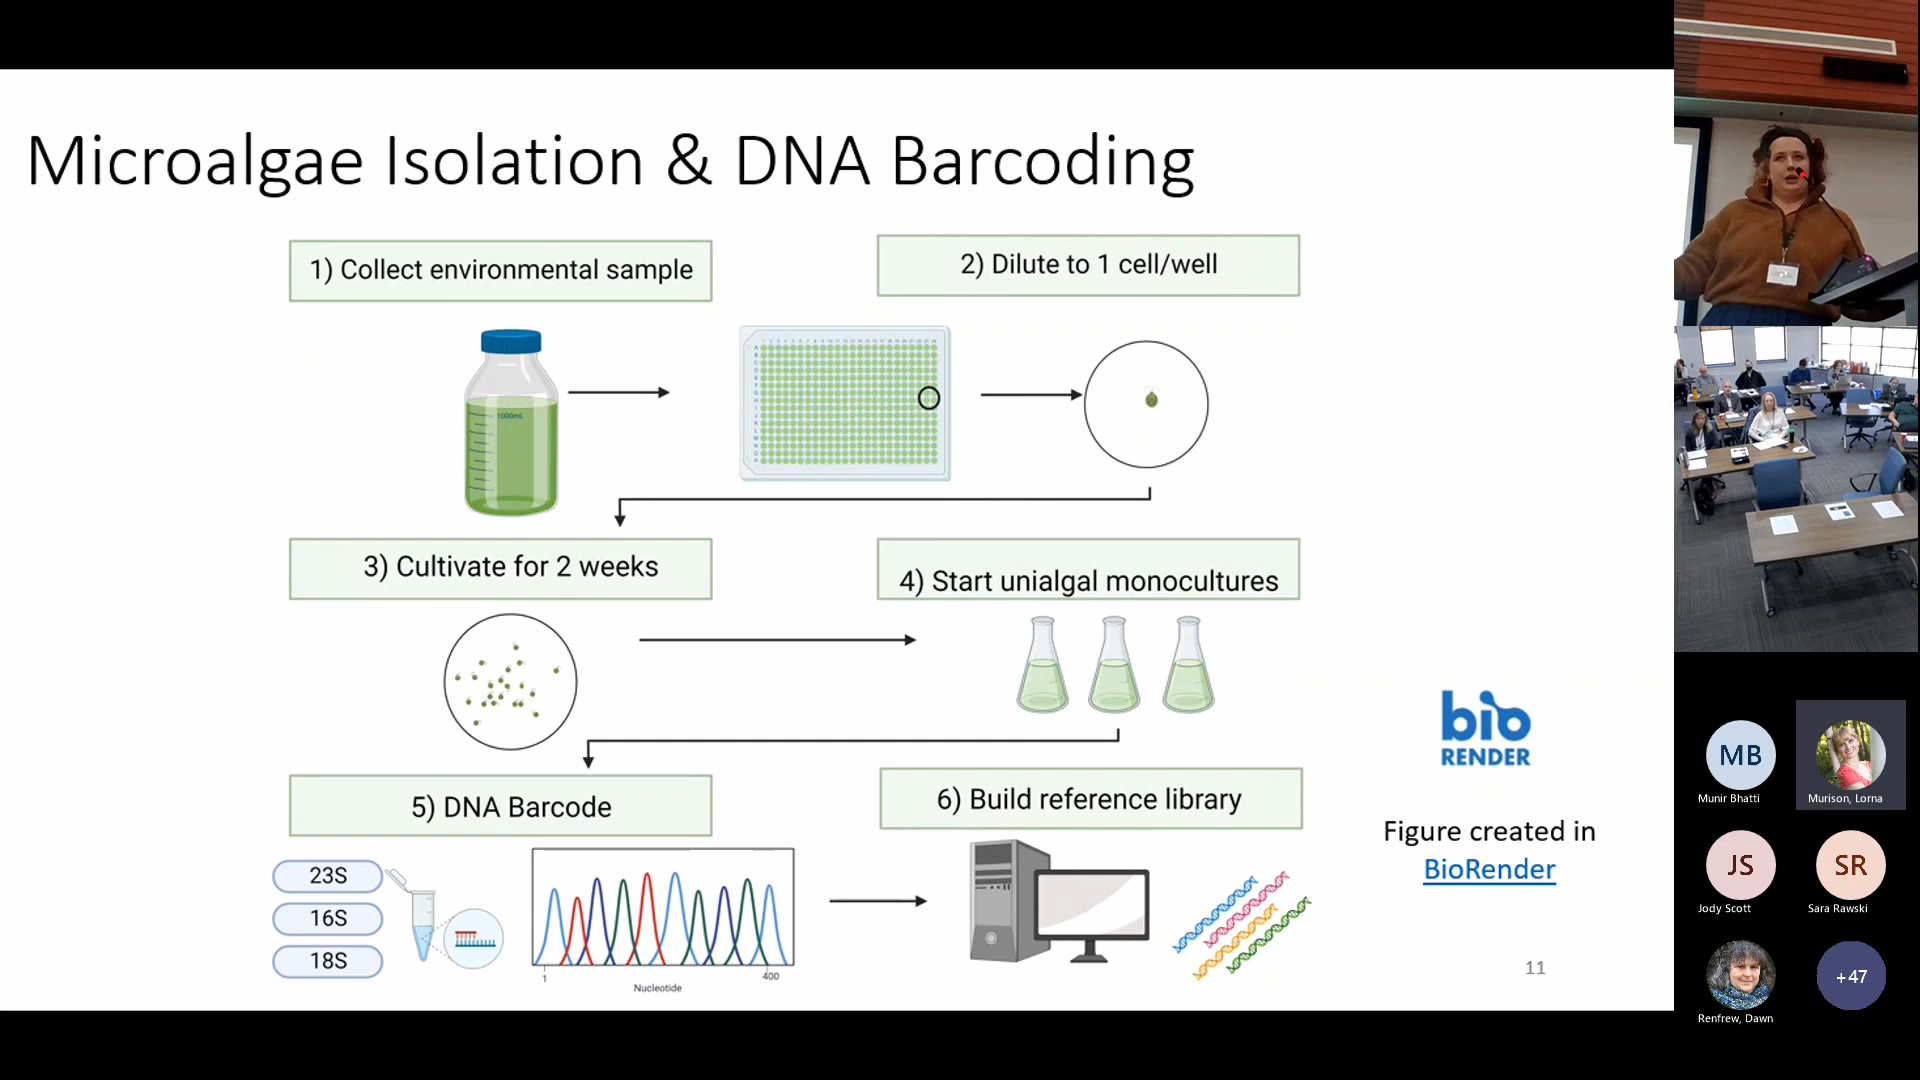 Microalgae Isolation & DNA Barcoding
1) Collect environmental sample
2) Dilute to 1 cell/well
1000mL
3) Cultivate for 2 weeks
4) Start unialgal monocultures
5) DNA Barcode
6) Build reference library
23S
16S
18S
1
400
Nucleotide
bio
RENDER
Figure created in
BioRender
11
MB
Munir Bhatti
Murison, Lorna
JS
Jody Scott
SR
Sara Rawski
Renfrew, Dawn
+47